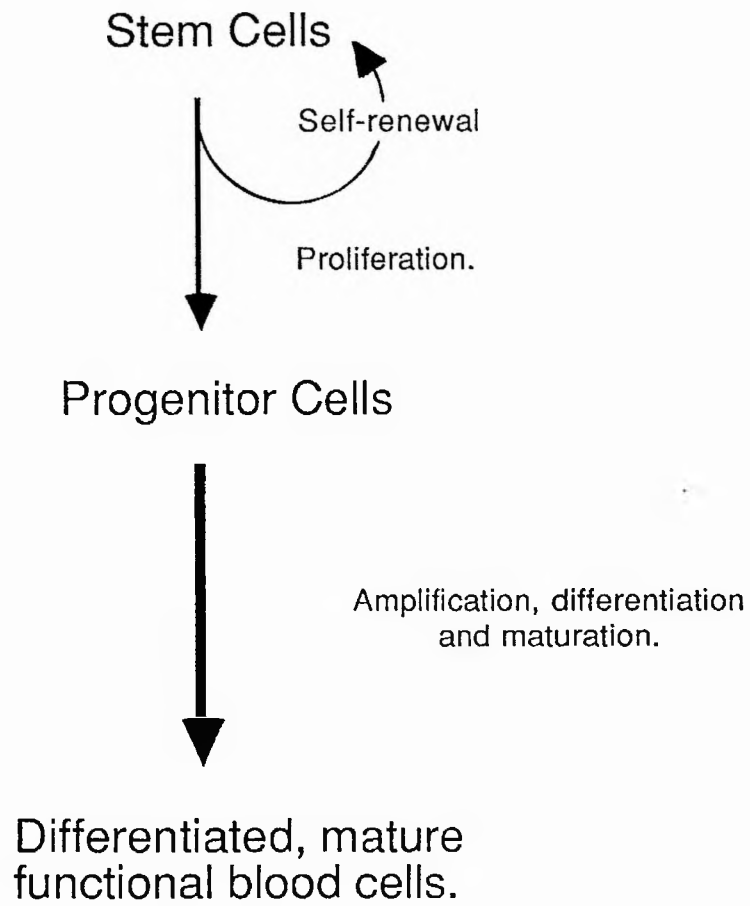 Stem Cells
Self-renewal
Proliferation.
Progenitor Cells
Amplification, differentiation
and maturation.
Differentiated, mature
functional blood cells.